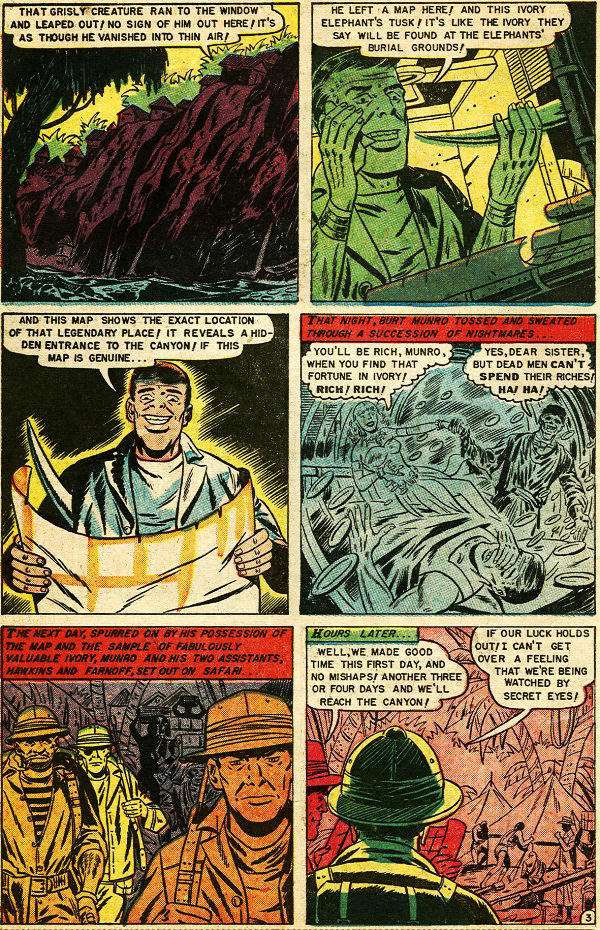 THAT GRISLY CREATURE RAN TO THE WINDOW
AND LEAPED OUT! NO SIGN OF HIM OUT HERE! IT'S
AS THOUGH HE VANISHED INTO THIN AIR!
HE LEFT A MAP HERE! AND THIS IVORY
ELEPHANT'S TUSK! IT'S LIKE THE IVORY THEY
SAY WILL BE FOUND AT THE ELEPHANTS'
BURIAL GROUNDS!
AND THIS MAP SHOWS THE EXACT LOCATION
OF THAT LEGENDARY PLACE! IT REVEALS A HID-
DEN ENTRANCE TO THE CANYON! IF THIS
MAP IS GENUINE...
THAT NIGHT, BURT MUNRO TOSSED AND SWEATED
THROUGH A SUCCESSION OF NIGHTMARES...
YOU'LL BE RICH, MUNRO,
WHEN YOU FIND THAT
FORTUNE IN IVORY!
RICH! RICH!
YES, DEAR SISTER,
BUT DEAD MEN CAN'T
SPEND THEIR RICHES!
HA! HA!
THE NEXT DAY, SPURRED ON BY HIS POSSESSION OF
THE MAP AND THE SAMPLE OF FABULOUSLY
VALUABLE IVORY, MUNRO AND HIS TWO ASSISTANTS,
HAWKINS AND FARNOFF, SET OUT ON SAFARI...
HOURS LATER...
WELL, WE MADE GOOD
TIME THIS FIRST DAY, AND
NO MISHAPS! ANOTHER THREE
OR FOUR DAYS AND WE'LL
REACH THE CANYON!
IF OUR LUCK HOLDS
OUT! I CAN'T GET
OVER A FEELING
THAT WE'RE BEING
WATCHED BY
SECRET EYES!
3